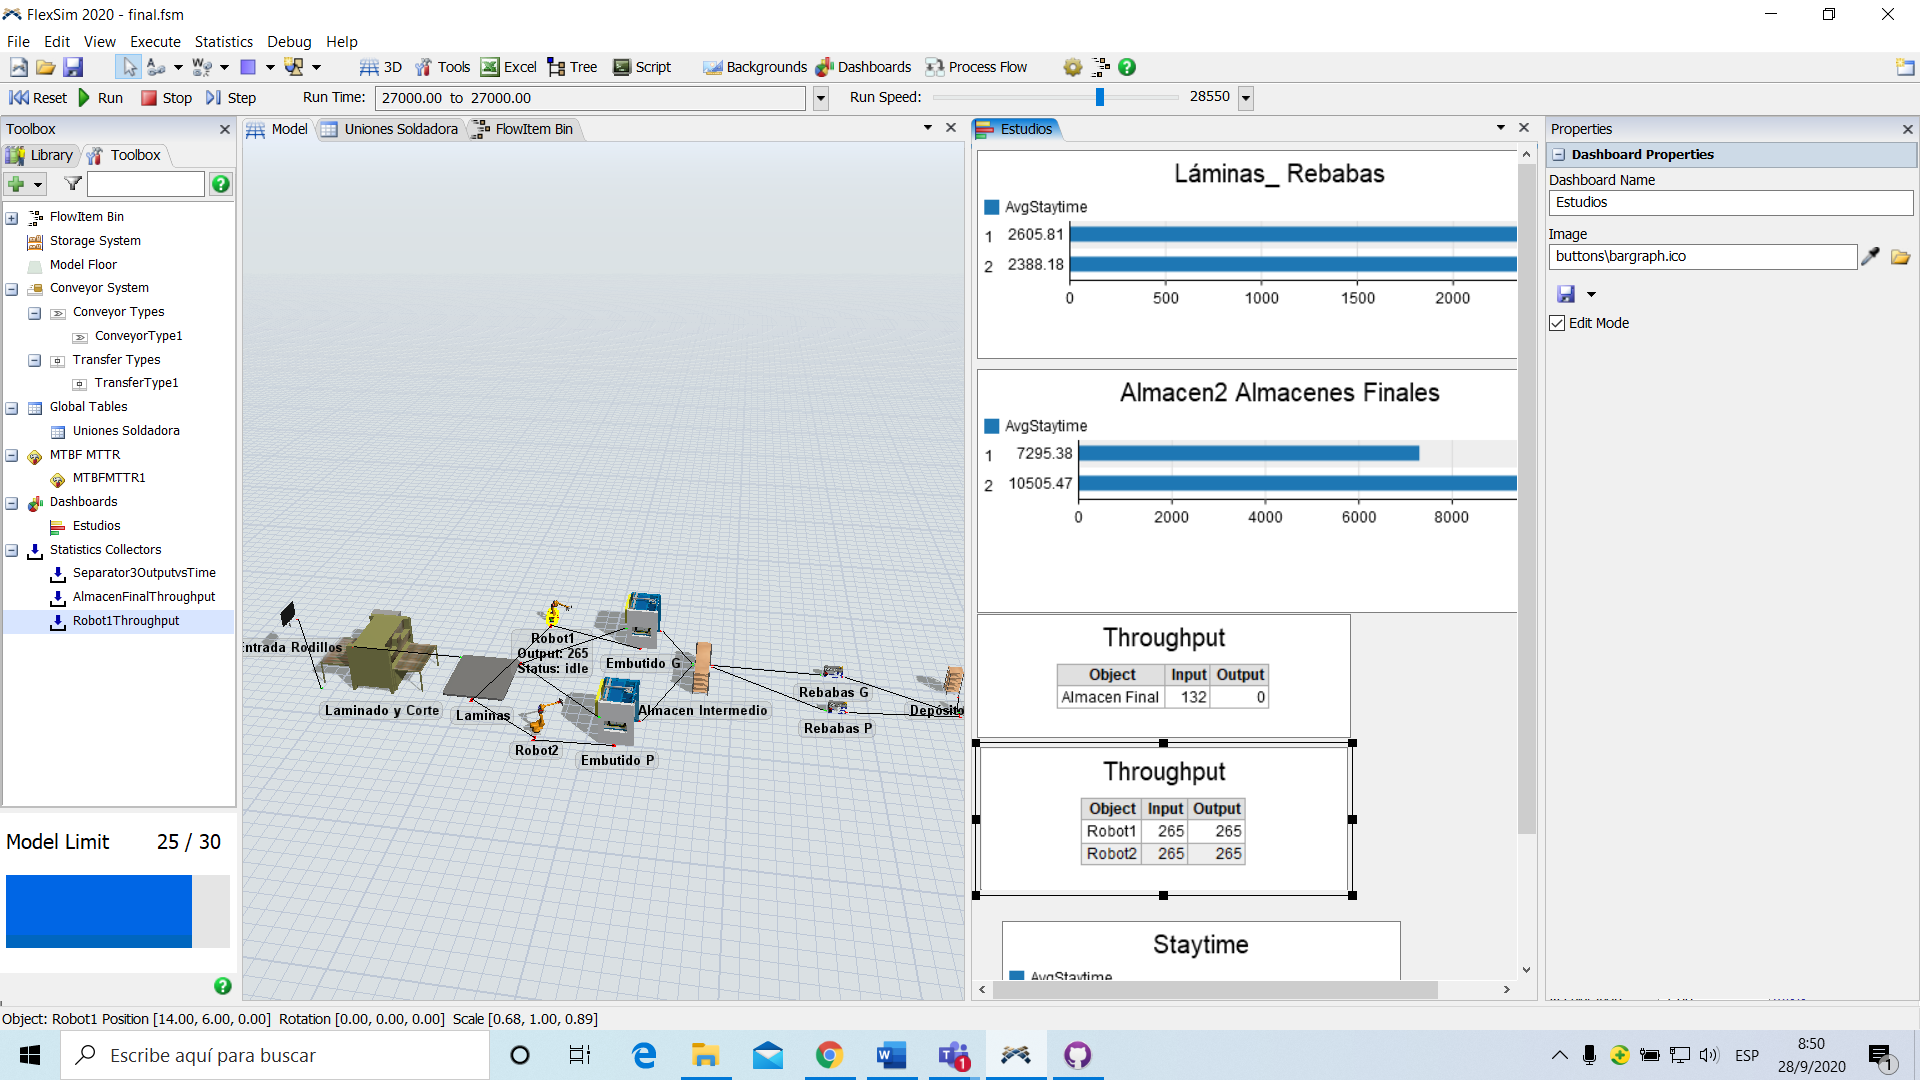 FlexSim 2020 - final.fsm
File Edit View Execute Statistics Debug Help
3D Tools Excel Tree Script Backgrounds Dashboards Process Flow
Reset Run Stop Step Run Time: 27000.00 to 27000.00 Run Speed: 28550
Toolbox
Library Toolbox
FlowItem Bin
Storage System
Model Floor
Conveyor System
Conveyor Types
ConveyorType1
Transfer Types
TransferType1
Global Tables
Uniones Soldadora
MTBF MTTR
MTBFMTTR1
Dashboards
Estudios
Statistics Collectors
Separator3OutputvsTime
AlmacenFinalThroughput
Robot1Throughput
Model Limit 25 / 30
Model Uniones Soldadora FlowItem Bin
ntrada Rodillos
Laminado y Corte
Laminas
Robot1
Output: 265
Status: idle
Robot2
Embutido G
Embutido P
Almacen Intermedio
Rebabas G
Rebabas P
Deposito
Estudios
Láminas_ Rebabas
AvgStaytime
1 2605.81
2 2388.18
0 500 1000 1500 2000
Almacen2 Almacenes Finales
AvgStaytime
1 7295.38
2 10505.47
0 2000 4000 6000 8000
Throughput
Object Input Output
Almacen Final 132 0
Throughput
Object Input Output
Robot1 265 265
Robot2 265 265
Staytime
AvgStaytime
Properties
Dashboard Properties
Dashboard Name
Estudios
Image
buttons\bargraph.ico
Edit Mode
Object: Robot1 Position [14.00, 6.00, 0.00] Rotation [0.00, 0.00, 0.00] Scale [0.68, 1.00, 0.89]
Escribe aquí para buscar
1
ESP
8:50
28/9/2020
1